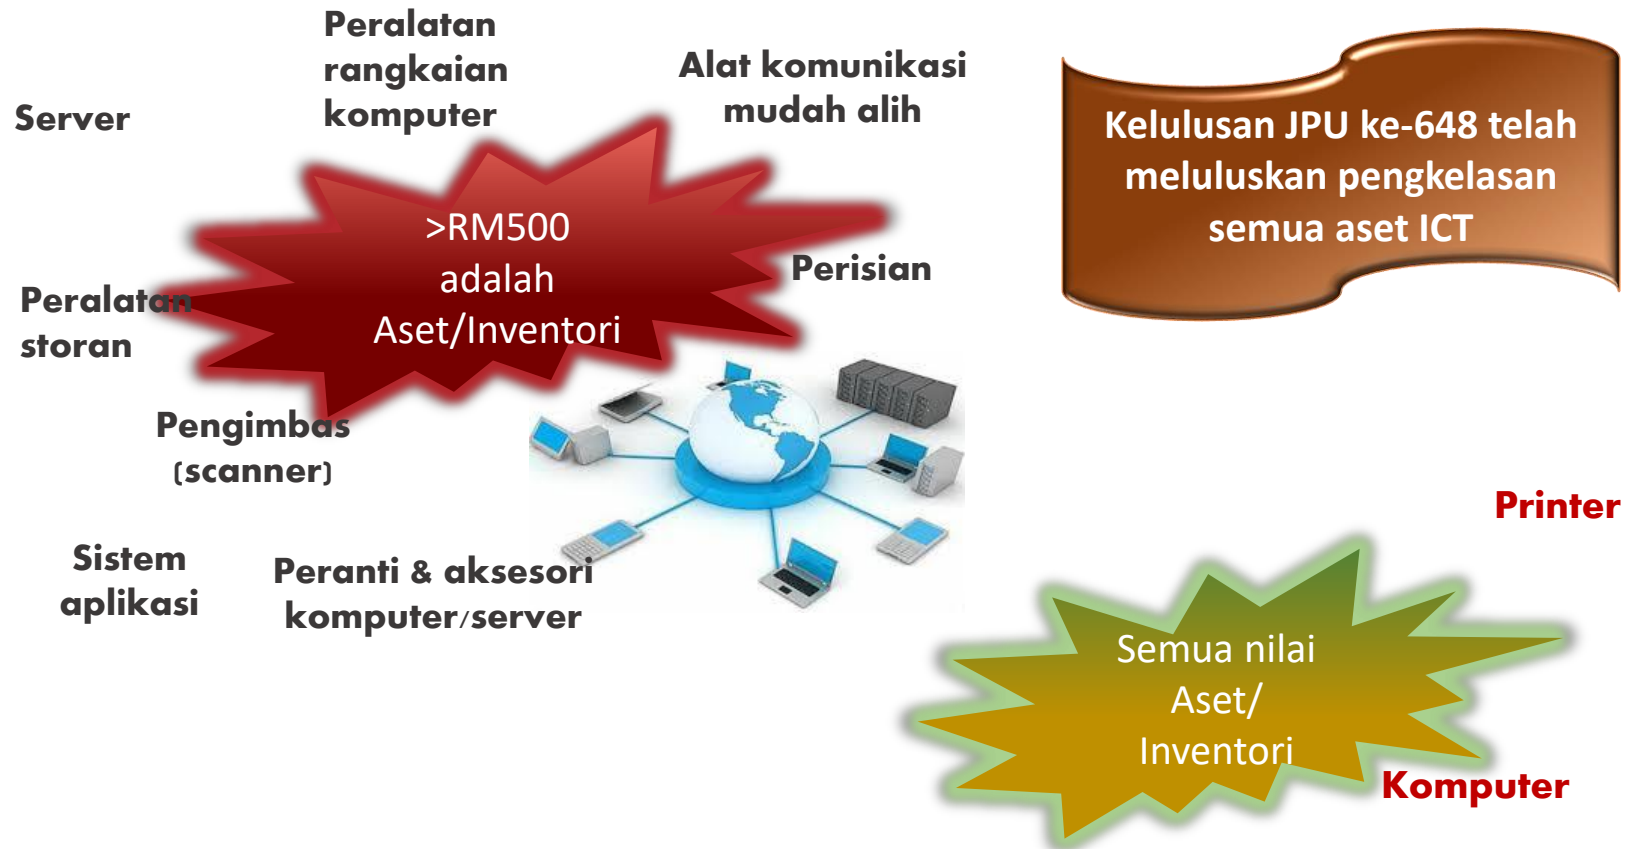 Peralatan
rangkaian
komputer
Alat komunikasi
mudah alih
Server
Kelulusan JPU ke-648 telah
meluluskan pengkelasan
semua aset ICT
>RM500
adalah
Aset/Inventori
Perisian
Peralatan
storan
Pengimbas
(scanner)
Sistem
aplikasi
Peranti & aksesori
komputer/server
Printer
Semua nilai
Aset/
Inventori
Komputer